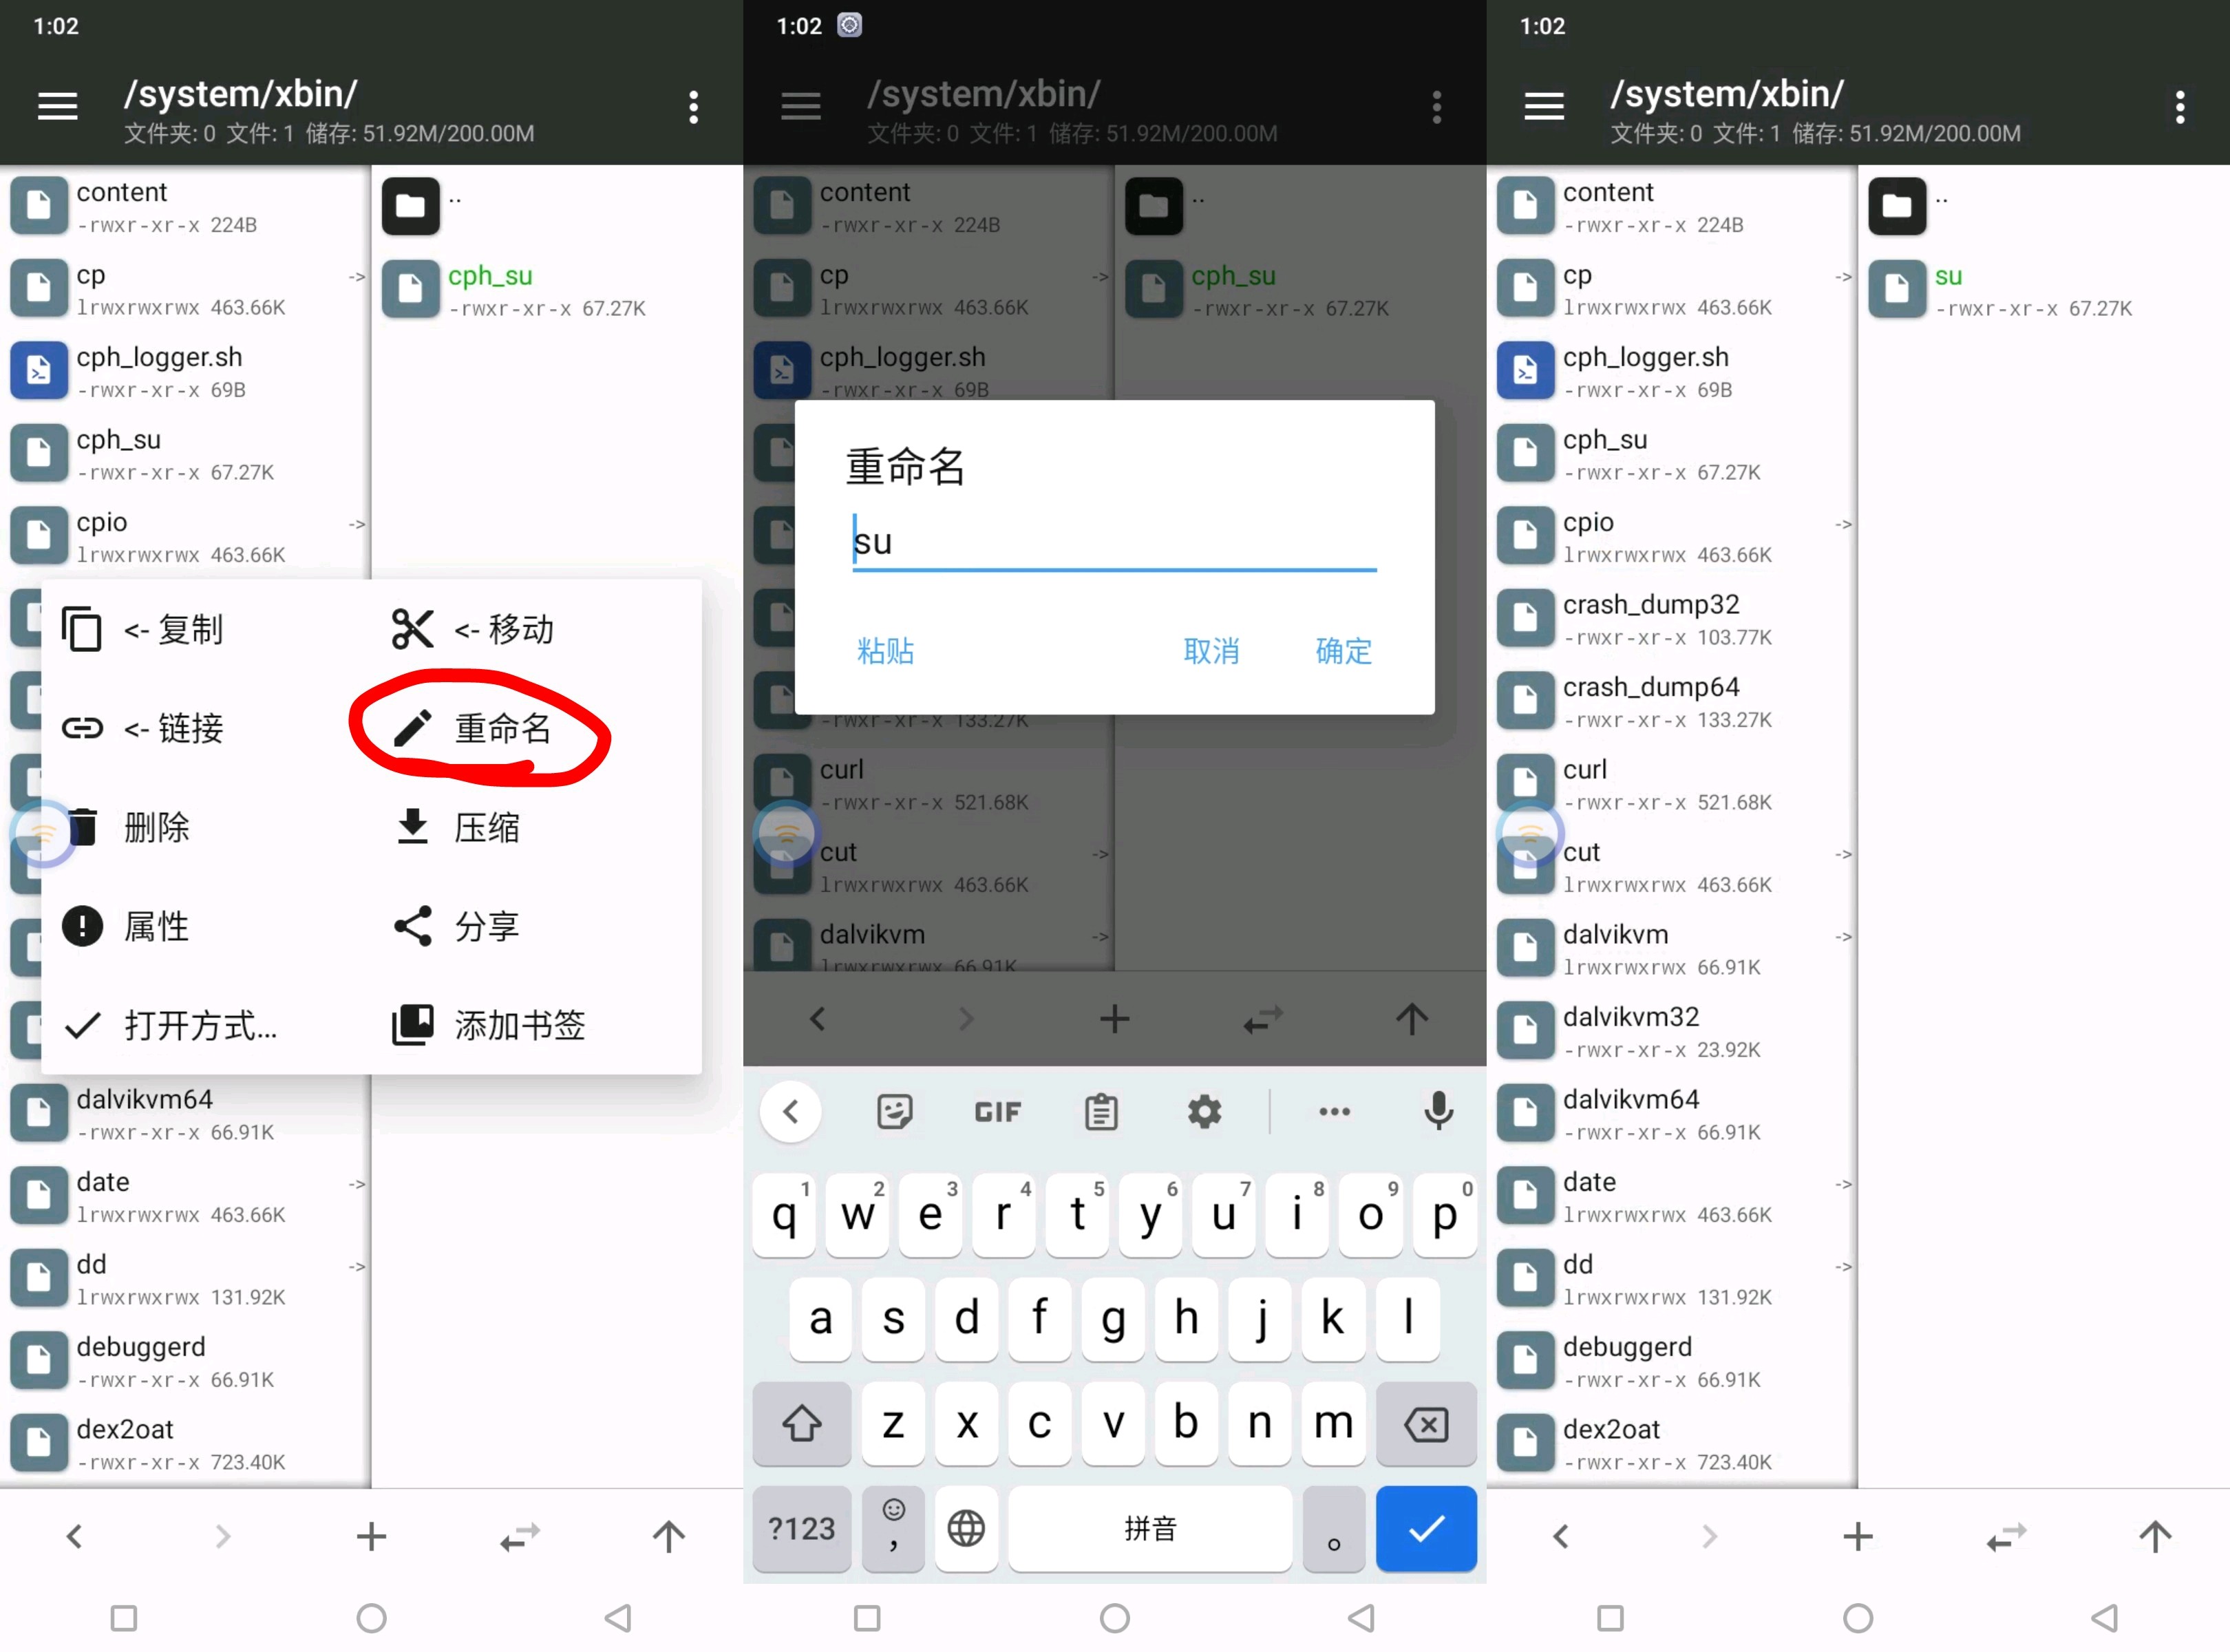 1:02
/system/xbin/
文件夹: 0 文件: 1 储存: 51.92M/200.00M
content
-rwxr-xr-x 224B
cp ->
lrwxrwxrwx 463.66K
cph_logger.sh
-rwxr-xr-x 69B
cph_su
-rwxr-xr-x 67.27K
cpio ->
lrwxrwxrwx 463.66K
..
cph_su
-rwxr-xr-x 67.27K
<- 复制
<- 移动
<- 链接
重命名
删除
压缩
属性
分享
打开方式...
添加书签
dalvikvm64
-rwxr-xr-x 66.91K
date ->
lrwxrwxrwx 463.66K
dd ->
lrwxrwxrwx 131.92K
debuggerd
-rwxr-xr-x 66.91K
dex2oat
-rwxr-xr-x 723.40K
1:02
/system/xbin/
文件夹: 0 文件: 1 储存: 51.92M/200.00M
content
-rwxr-xr-x 224B
cp ->
lrwxrwxrwx 463.66K
cph_logger.sh
-rwxr-xr-x 69B
..
cph_su
-rwxr-xr-x 67.27K
重命名
su
粘贴 取消 确定
-rwxr-xr-x 133.27K
curl
-rwxr-xr-x 521.68K
cut ->
lrwxrwxrwx 463.66K
dalvikvm ->
lrwxrwxrwx 66.91K
GIF
q1 w2 e3 r4 t5 y6 u7 i8 o9 p0
a s d f g h j k l
z x c v b n m
?123 , 拼音 。
1:02
/system/xbin/
文件夹: 0 文件: 1 储存: 51.92M/200.00M
content
-rwxr-xr-x 224B
cp ->
lrwxrwxrwx 463.66K
cph_logger.sh
-rwxr-xr-x 69B
cph_su
-rwxr-xr-x 67.27K
cpio ->
lrwxrwxrwx 463.66K
crash_dump32
-rwxr-xr-x 103.77K
crash_dump64
-rwxr-xr-x 133.27K
curl
-rwxr-xr-x 521.68K
cut ->
lrwxrwxrwx 463.66K
dalvikvm ->
lrwxrwxrwx 66.91K
dalvikvm32
-rwxr-xr-x 23.92K
dalvikvm64
-rwxr-xr-x 66.91K
date ->
lrwxrwxrwx 463.66K
dd ->
lrwxrwxrwx 131.92K
debuggerd
-rwxr-xr-x 66.91K
dex2oat
-rwxr-xr-x 723.40K
..
su
-rwxr-xr-x 67.27K